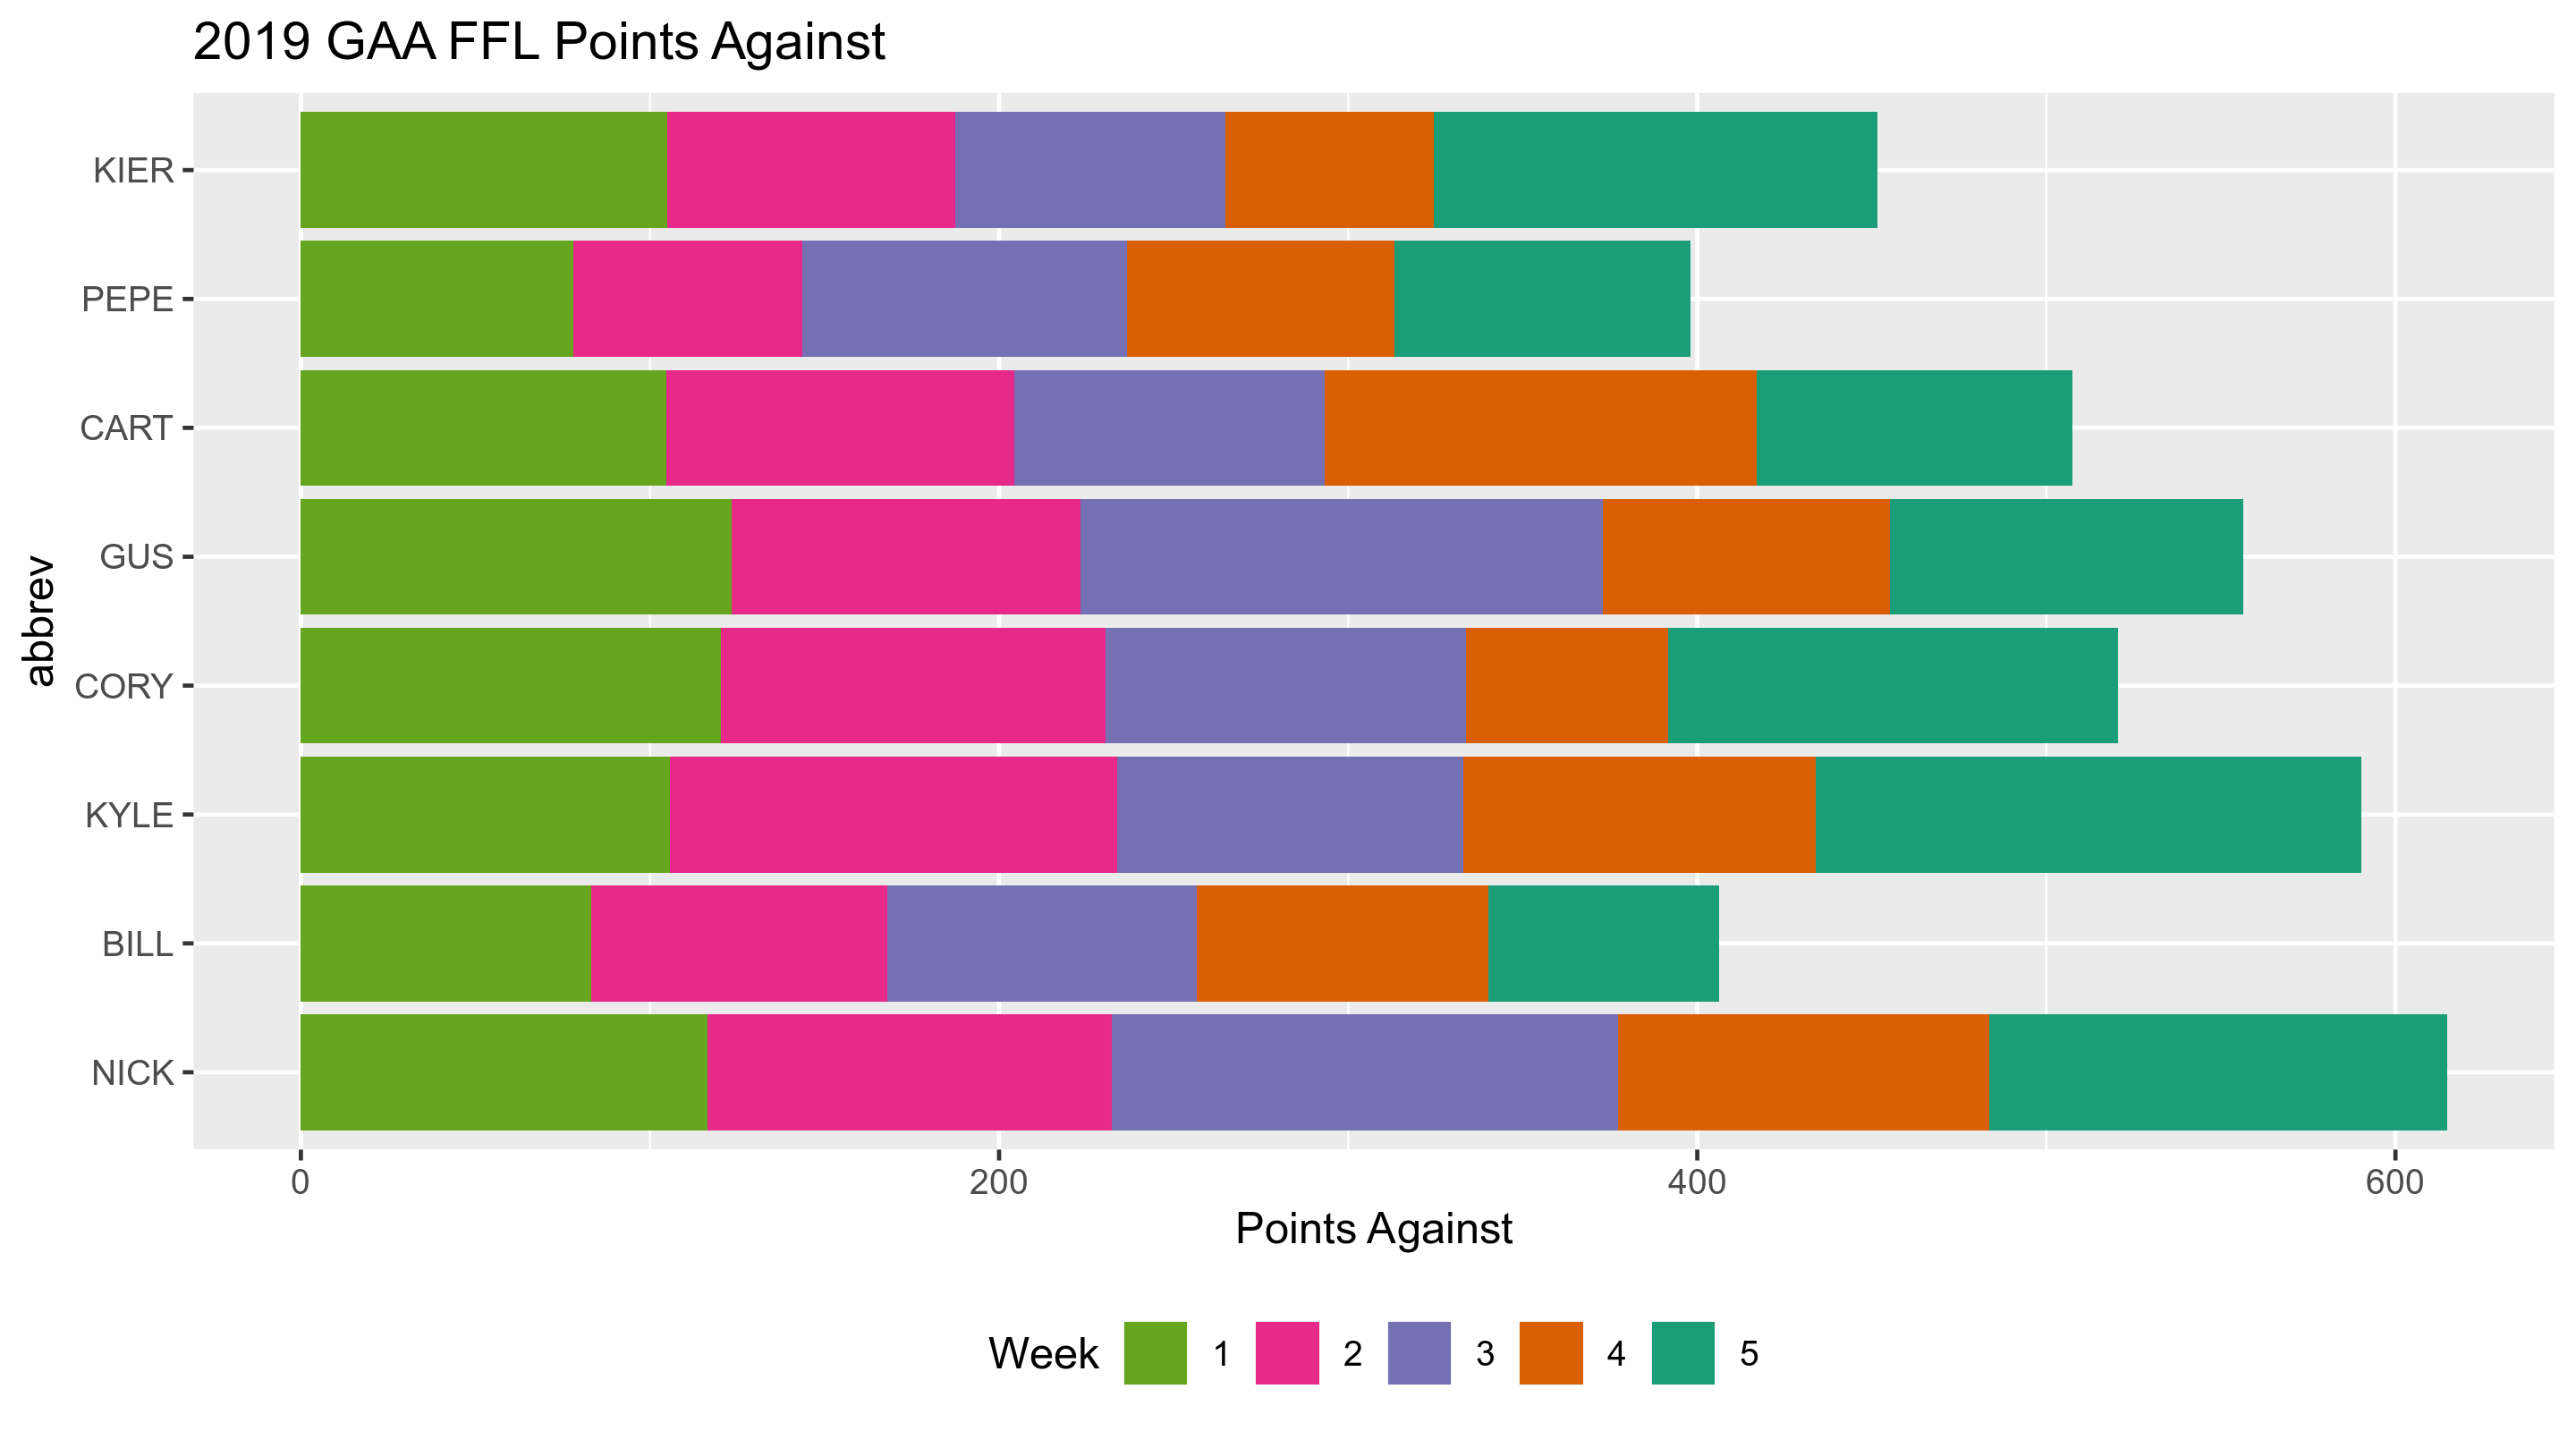 2019 GAA FFL Points Against
abbrev
KIER
PEPE
CART
GUS
CORY
KYLE
BILL
NICK
0 200 400 600
Points Against
Week 1 2 3 4 5